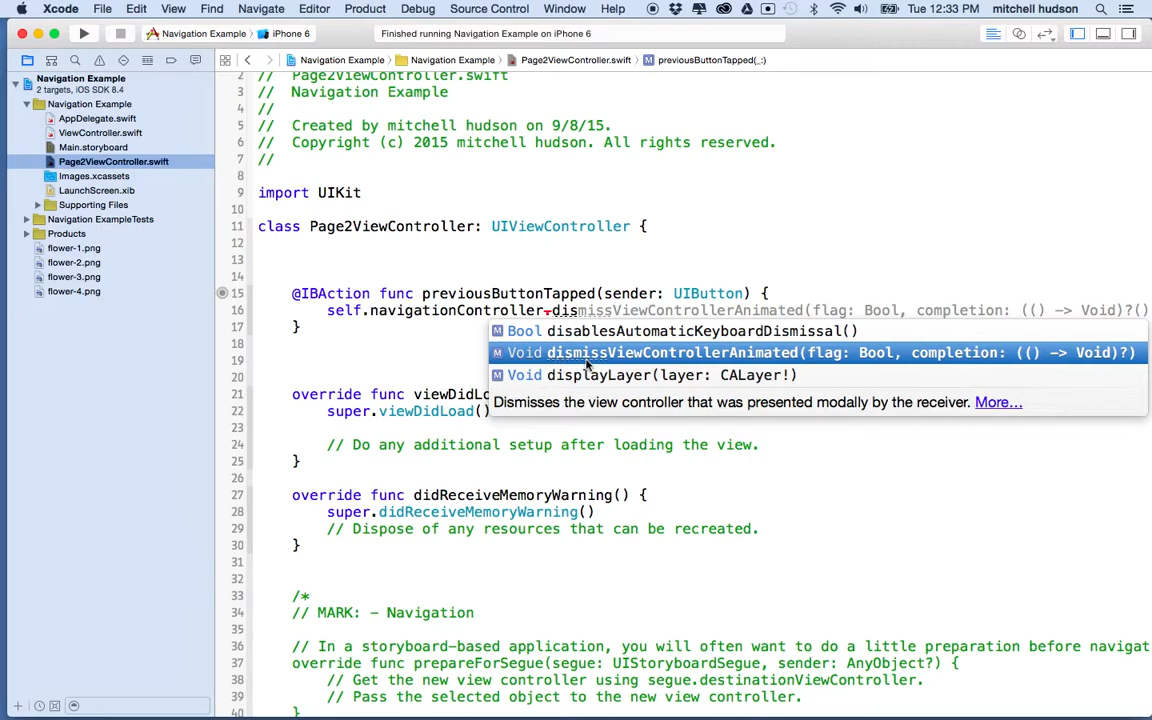 Xcode File Edit View Find Navigate Editor Product Debug Source Control Window Help Tue 12:33 PM mitchell hudson
Navigation Example iPhone 6 Finished running Navigation Example on iPhone 6
Navigation Example Navigation Example Page2ViewController.swift M previousButtonTapped(_:)
Navigation Example
2 targets, iOS SDK 8.4
Navigation Example
AppDelegate.swift
ViewController.swift
Main.storyboard
Page2ViewController.swift
Images.xcassets
LaunchScreen.xib
Supporting Files
Navigation ExampleTests
Products
flower-1.png
flower-2.png
flower-3.png
flower-4.png
2 // Page2ViewController.swift
3 // Navigation Example
4 //
5 // Created by mitchell hudson on 9/8/15.
6 // Copyright (c) 2015 mitchell hudson. All rights reserved.
7 //
8
9 import UIKit
10
11 class Page2ViewController: UIViewController {
12
13
14
15 @IBAction func previousButtonTapped(sender: UIButton) {
16 self.navigationController.dismissViewControllerAnimated(flag: Bool, completion: (() -> Void)?()
17 }
M Bool disablesAutomaticKeyboardDismissal()
M Void dismissViewControllerAnimated(flag: Bool, completion: (() -> Void)?)
M Void displayLayer(layer: CALayer!)
Dismisses the view controller that was presented modally by the receiver. More...
18
19
20
21 override func viewDidLo
22 super.viewDidLoad()
23
24 // Do any additional setup after loading the view.
25 }
26
27 override func didReceiveMemoryWarning() {
28 super.didReceiveMemoryWarning()
29 // Dispose of any resources that can be recreated.
30 }
31
32
33 /*
34 // MARK: - Navigation
35
36 // In a storyboard-based application, you will often want to do a little preparation before navigat
37 override func prepareForSegue(segue: UIStoryboardSegue, sender: AnyObject?) {
38 // Get the new view controller using segue.destinationViewController.
39 // Pass the selected object to the new view controller.
40 }